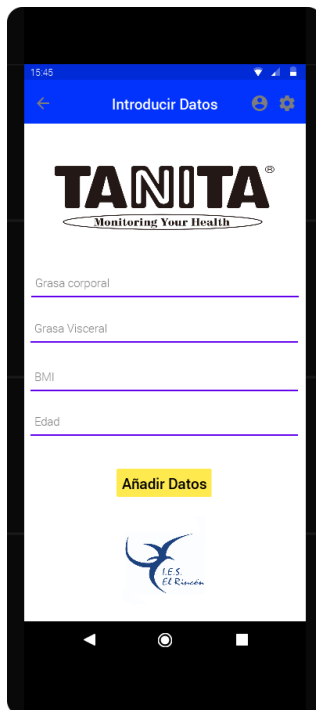 15:45
Introducir Datos
TANITA®
Monitoring Your Health
Grasa corporal
Grasa Visceral
BMI
Edad
Añadir Datos
I.E.S.
El Rincón